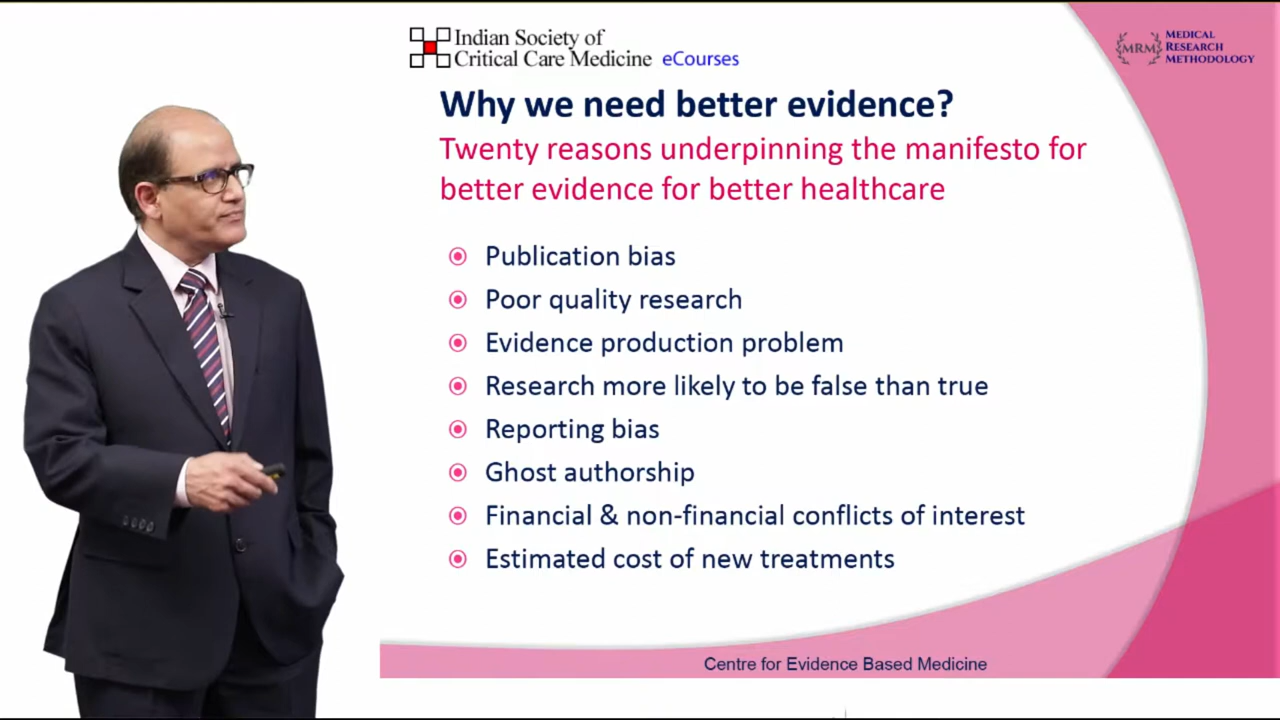 Indian Society of
Critical Care Medicine eCourses
MRM
MEDICAL
RESEARCH
METHODOLOGY
Why we need better evidence?
Twenty reasons underpinning the manifesto for
better evidence for better healthcare
Publication bias
Poor quality research
Evidence production problem
Research more likely to be false than true
Reporting bias
Ghost authorship
Financial & non-financial conflicts of interest
Estimated cost of new treatments
Centre for Evidence Based Medicine